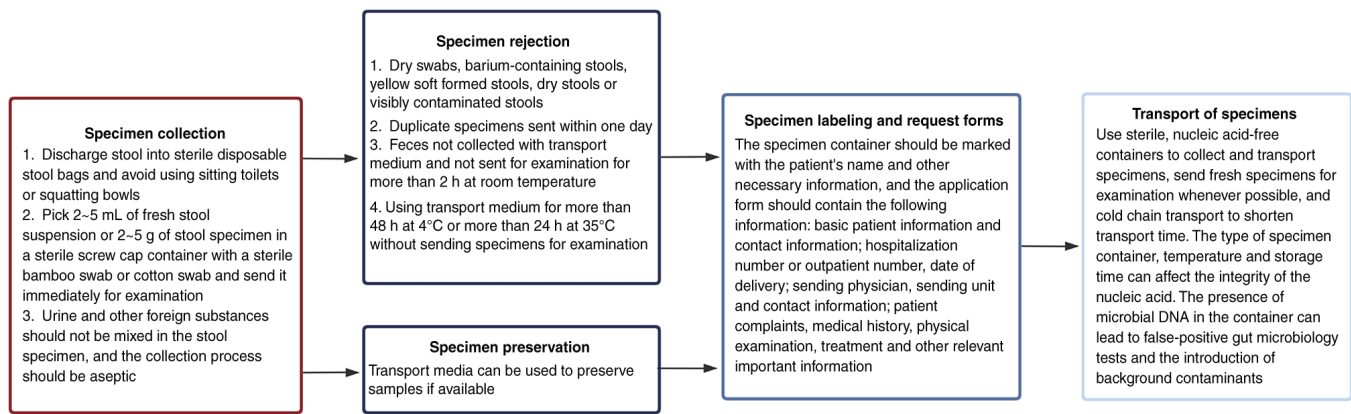 Specimen collection
1. Discharge stool into sterile disposable
stool bags and avoid using sitting toilets
or squatting bowls
2. Pick 2~5 mL of fresh stool
suspension or 2~5 g of stool specimen in
a sterile screw cap container with a sterile
bamboo swab or cotton swab and send it
immediately for examination
3. Urine and other foreign substances
should not be mixed in the stool
specimen, and the collection process
should be aseptic
Specimen rejection
1. Dry swabs, barium-containing stools,
yellow soft formed stools, dry stools or
visibly contaminated stools
2. Duplicate specimens sent within one day
3. Feces not collected with transport
medium and not sent for examination for
more than 2 h at room temperature
4. Using transport medium for more than
48 h at 4°C or more than 24 h at 35°C
without sending specimens for examination
Specimen preservation
Transport media can be used to preserve
samples if available
Specimen labeling and request forms
The specimen container should be marked
with the patient's name and other
necessary information, and the application
form should contain the following
information: basic patient information and
contact information; hospitalization
number or outpatient number, date of
delivery; sending physician, sending unit
and contact information; patient
complaints, medical history, physical
examination, treatment and other relevant
important information
Transport of specimens
Use sterile, nucleic acid-free
containers to collect and transport
specimens, send fresh specimens for
examination whenever possible, and
cold chain transport to shorten
transport time. The type of specimen
container, temperature and storage
time can affect the integrity of the
nucleic acid. The presence of
microbial DNA in the container can
lead to false-positive gut microbiology
tests and the introduction of
background contaminants